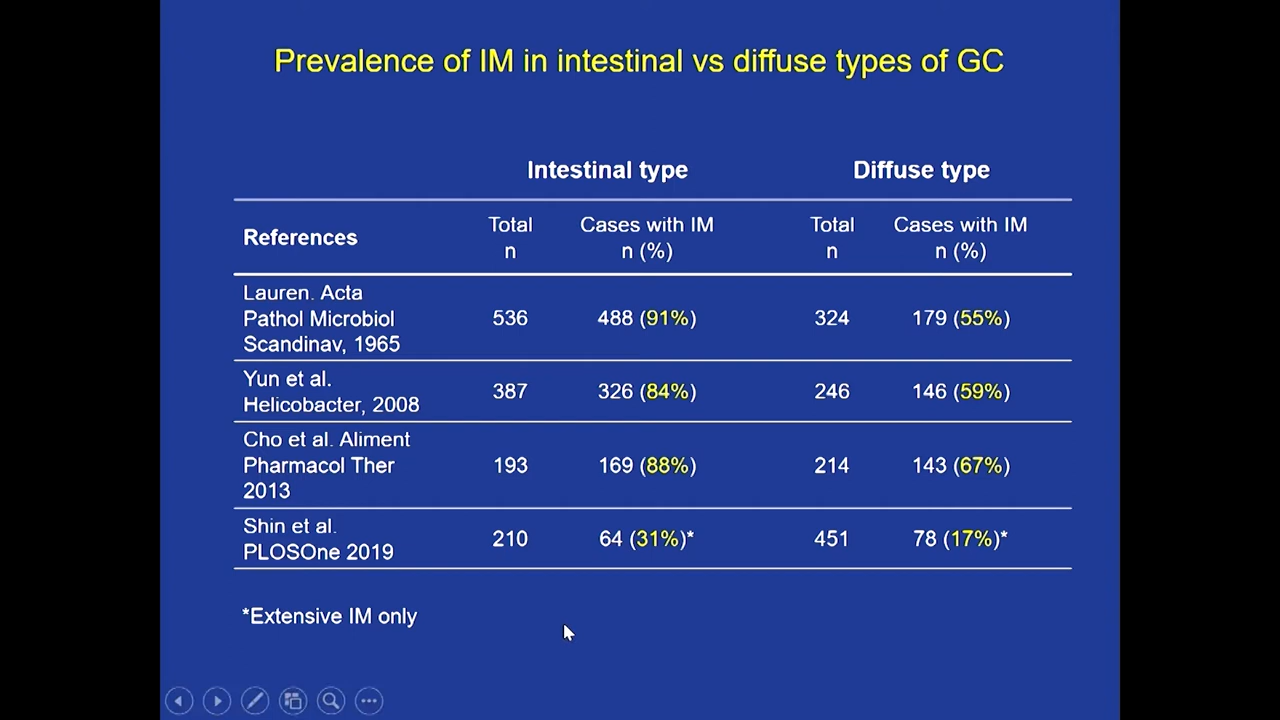 Prevalence of IM in intestinal vs diffuse types of GC
Intestinal type Diffuse type
References
Total Cases with IM Total Cases with IM
n n (%) n n (%)
Lauren. Acta
Pathol Microbiol 536 488 (91%) 324 179 (55%)
Scandinav, 1965
Yun et al.
Helicobacter, 2008 387 326 (84%) 246 146 (59%)
Cho et al. Aliment
Pharmacol Ther 193 169 (88%) 214 143 (67%)
2013
Shin et al.
PLOSOne 2019 210 64 (31%)* 451 78 (17%)*
*Extensive IM only